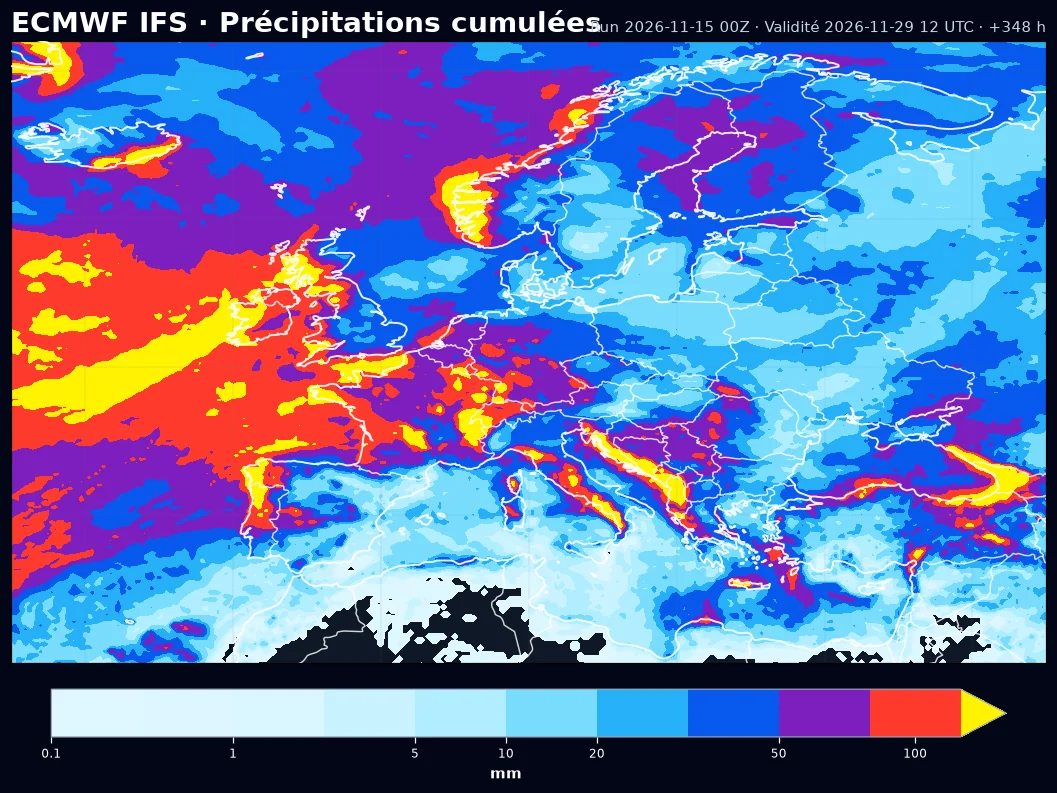 ECMWF IFS · Précipitations cumulées
Run 2026-11-15 00Z · Validité 2026-11-29 12 UTC · +348 h
0.1 1 5 10 20 50 100
mm